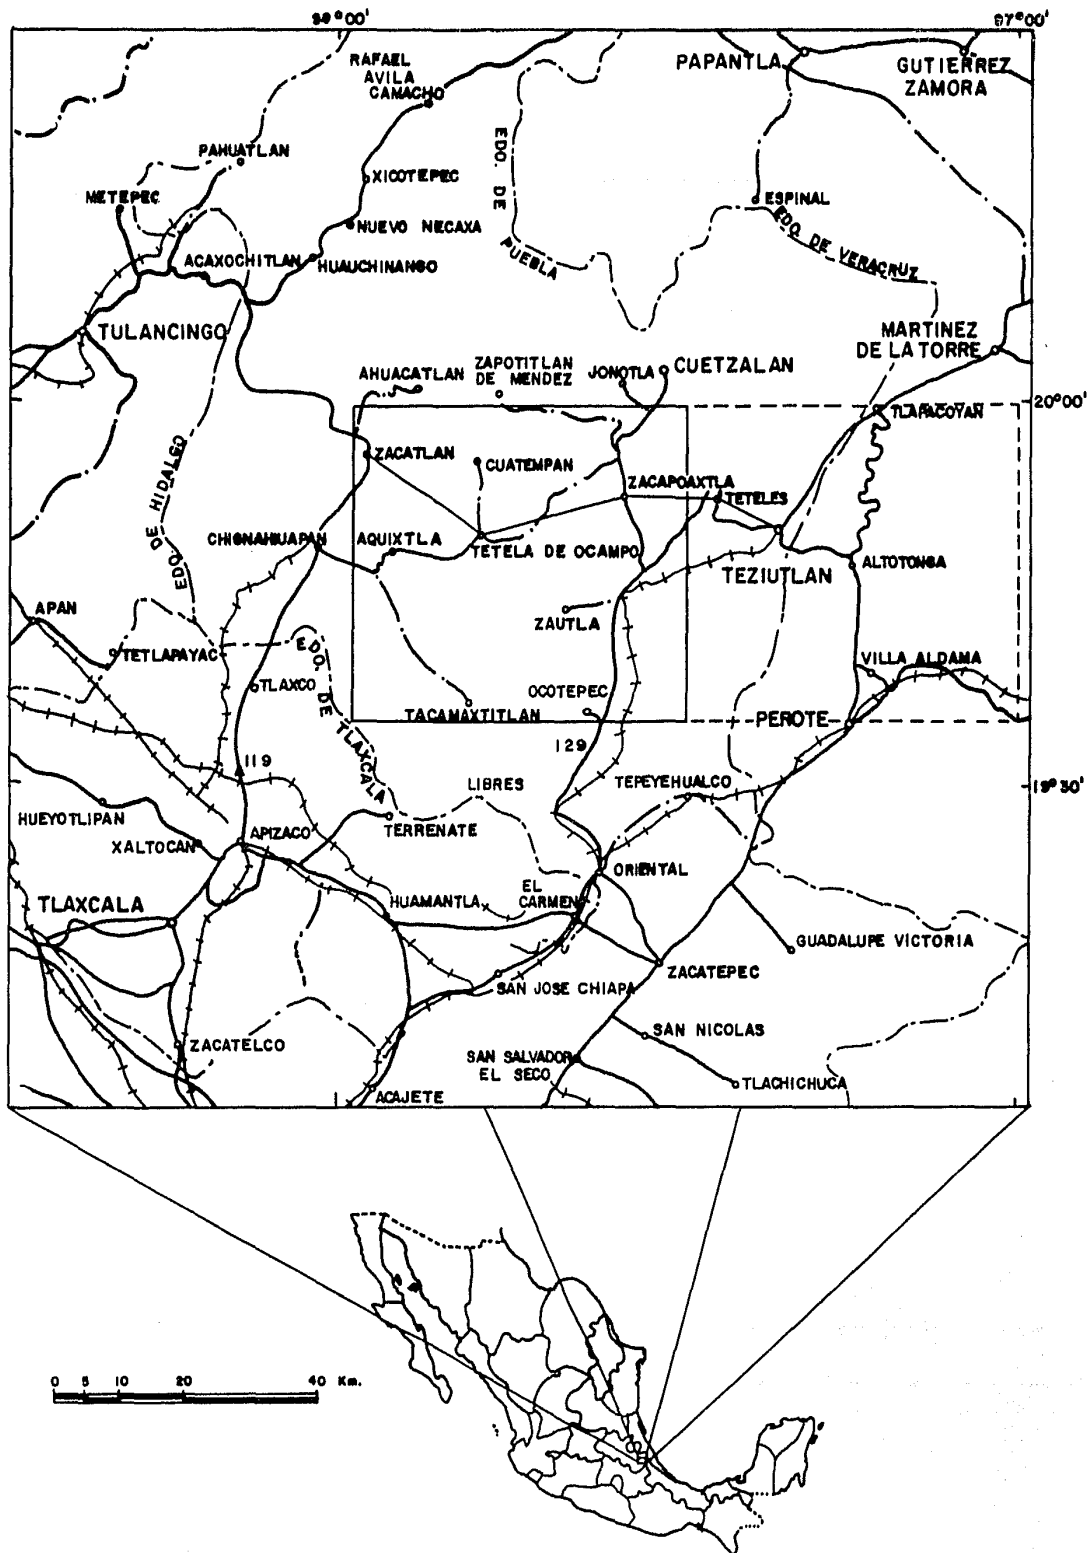 98°00'
97°00'
RAFAEL
AVILA
CAMACHO
PAPANTLA
GUTIERREZ
ZAMORA
PAHUATLAN
EDO. DE
PUEBLA
XICOTEPEC
METEPEC
ESPINAL
NUEVO NECAXA
EDO. DE VERACRUZ
ACAXOCHITLAN
HUAUCHINANGO
TULANCINGO
MARTINEZ
DE LA TORRE
AHUACATLAN
ZAPOTITLAN
DE MENDEZ
JONOTLA
CUETZALAN
20°00'
TLAPACOYAN
EDO. DE HIDALGO
ZACATLAN
CUATEMPAN
ZACAPOAXTLA
TETELES
CHIGNAHUAPAN
AQUIXTLA
TETELA DE OCAMPO
TEZIUTLAN
ALTOTONGA
APAN
ZAUTLA
TETLAPAYAC
EDO. DE TLAXCALA
VILLA ALDAMA
TLAXCO
OCOTEPEC
TACAMAXTITLAN
PEROTE
129
119
LIBRES
TEPEYEHUALCO
19°30'
HUEYOTLIPAN
TERRENATE
XALTOCAN
APIZACO
ORIENTAL
TLAXCALA
HUAMANTLA
EL
CARMEN
GUADALUPE VICTORIA
ZACATEPEC
SAN JOSE CHIAPA
ZACATELCO
SAN NICOLAS
SAN SALVADOR
EL SECO
TLACHICHUCA
ACAJETE
0 5 10 20 40 Km.